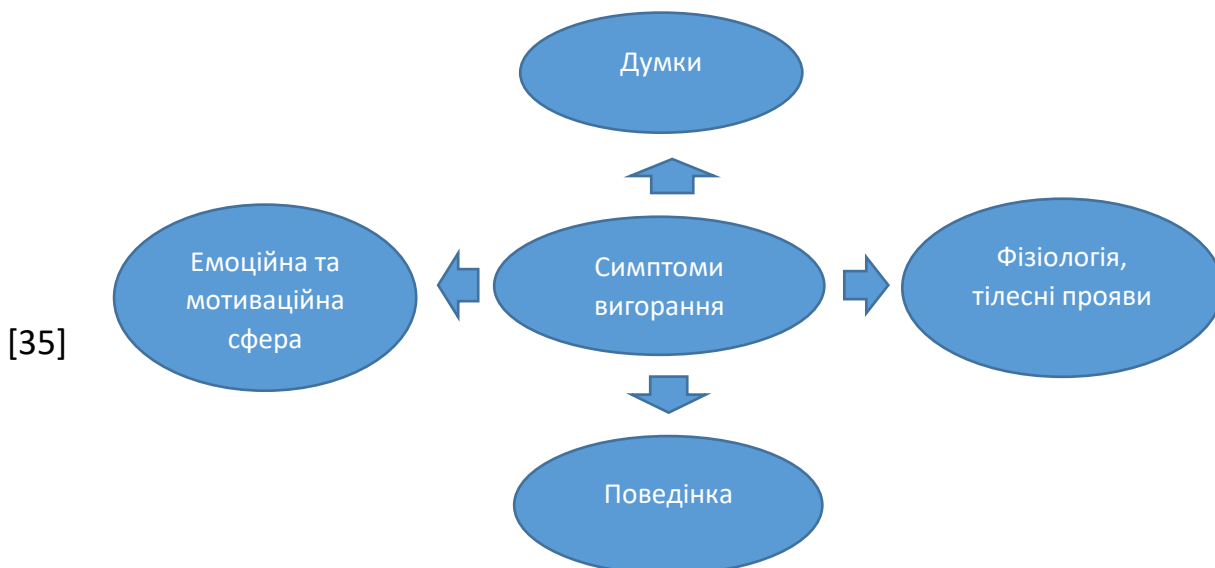 Думки
Емоційна та
мотиваційна
сфера
Симптоми
вигорання
Фізіологія,
тілесні прояви
[35]
Поведінка